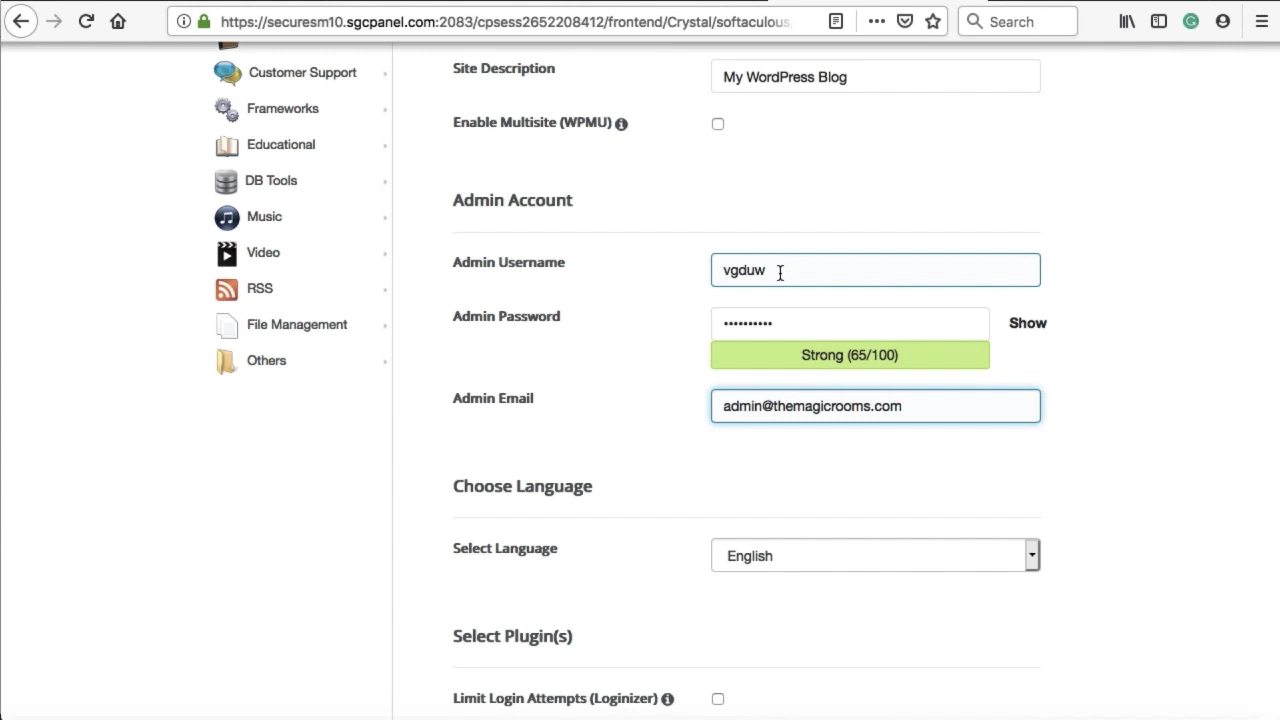 https://securesm10.sgcpanel.com:2083/cpsess2652208412/frontend/Crystal/softaculous
Search
Customer Support
Frameworks
Educational
DB Tools
Music
Video
RSS
File Management
Others
Site Description
My WordPress Blog
Enable Multisite (WPMU)
Admin Account
Admin Username
vgduw
Admin Password
••••••••••
Show
Strong (65/100)
Admin Email
admin@themagicrooms.com
Choose Language
Select Language
English
Select Plugin(s)
Limit Login Attempts (Loginizer)